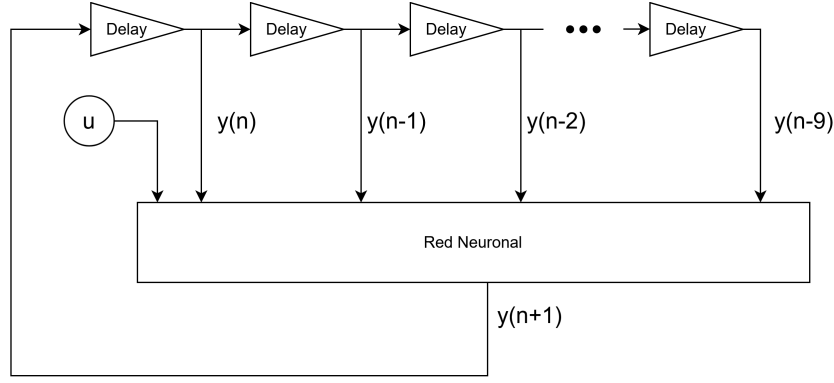 Delay
Delay
Delay
Delay
u
y(n)
y(n-1)
y(n-2)
y(n-9)
Red Neuronal
y(n+1)